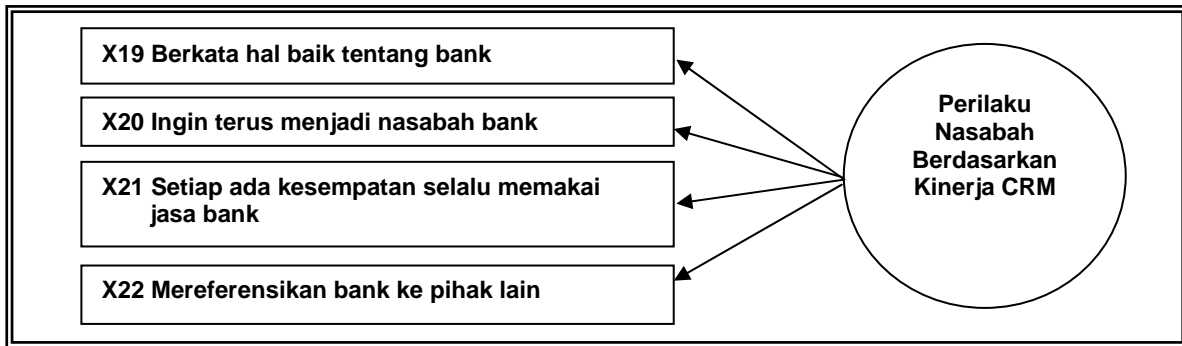 X19 Berkata hal baik tentang bank
X20 Ingin terus menjadi nasabah bank
X21 Setiap ada kesempatan selalu memakai
jasa bank
X22 Mereferensikan bank ke pihak lain
Perilaku
Nasabah
Berdasarkan
Kinerja CRM